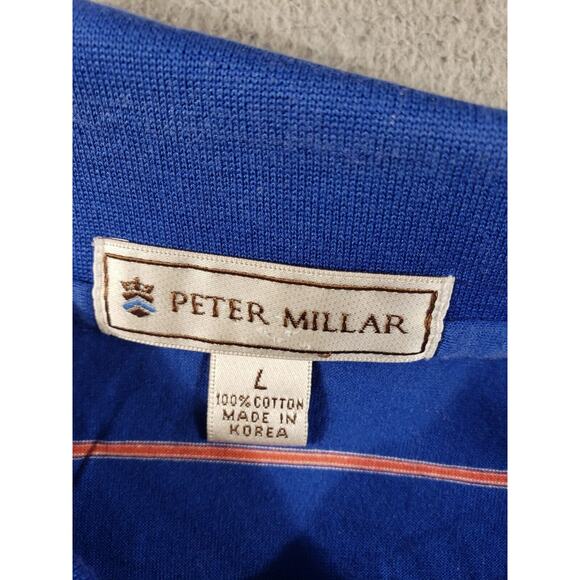 PETER MILLAR
L
100% COTTON
MADE IN
KOREA